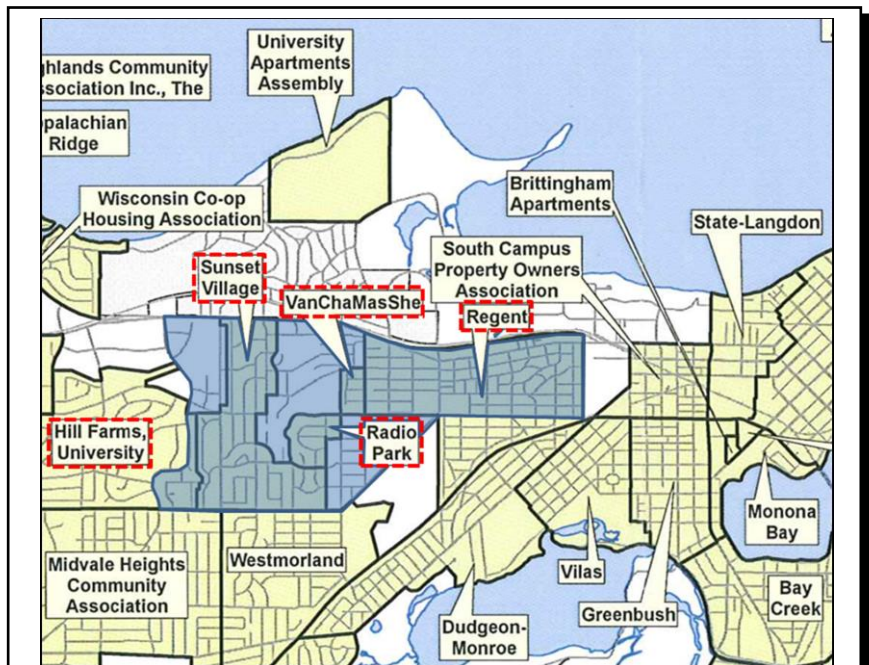 University
Apartments
Assembly
ghlands Community
sociation Inc., The
palachian
Ridge
Wisconsin Co-op
Housing Association
Brittingham
Apartments
State-Langdon
South Campus
Property Owners
Association
Sunset
Village
VanChaMasShe
Regent
Hill Farms,
University
Radio
Park
Monona
Bay
Midvale Heights
Community
Association
Westmorland
Vilas
Greenbush
Bay
Creek
Dudgeon-
Monroe